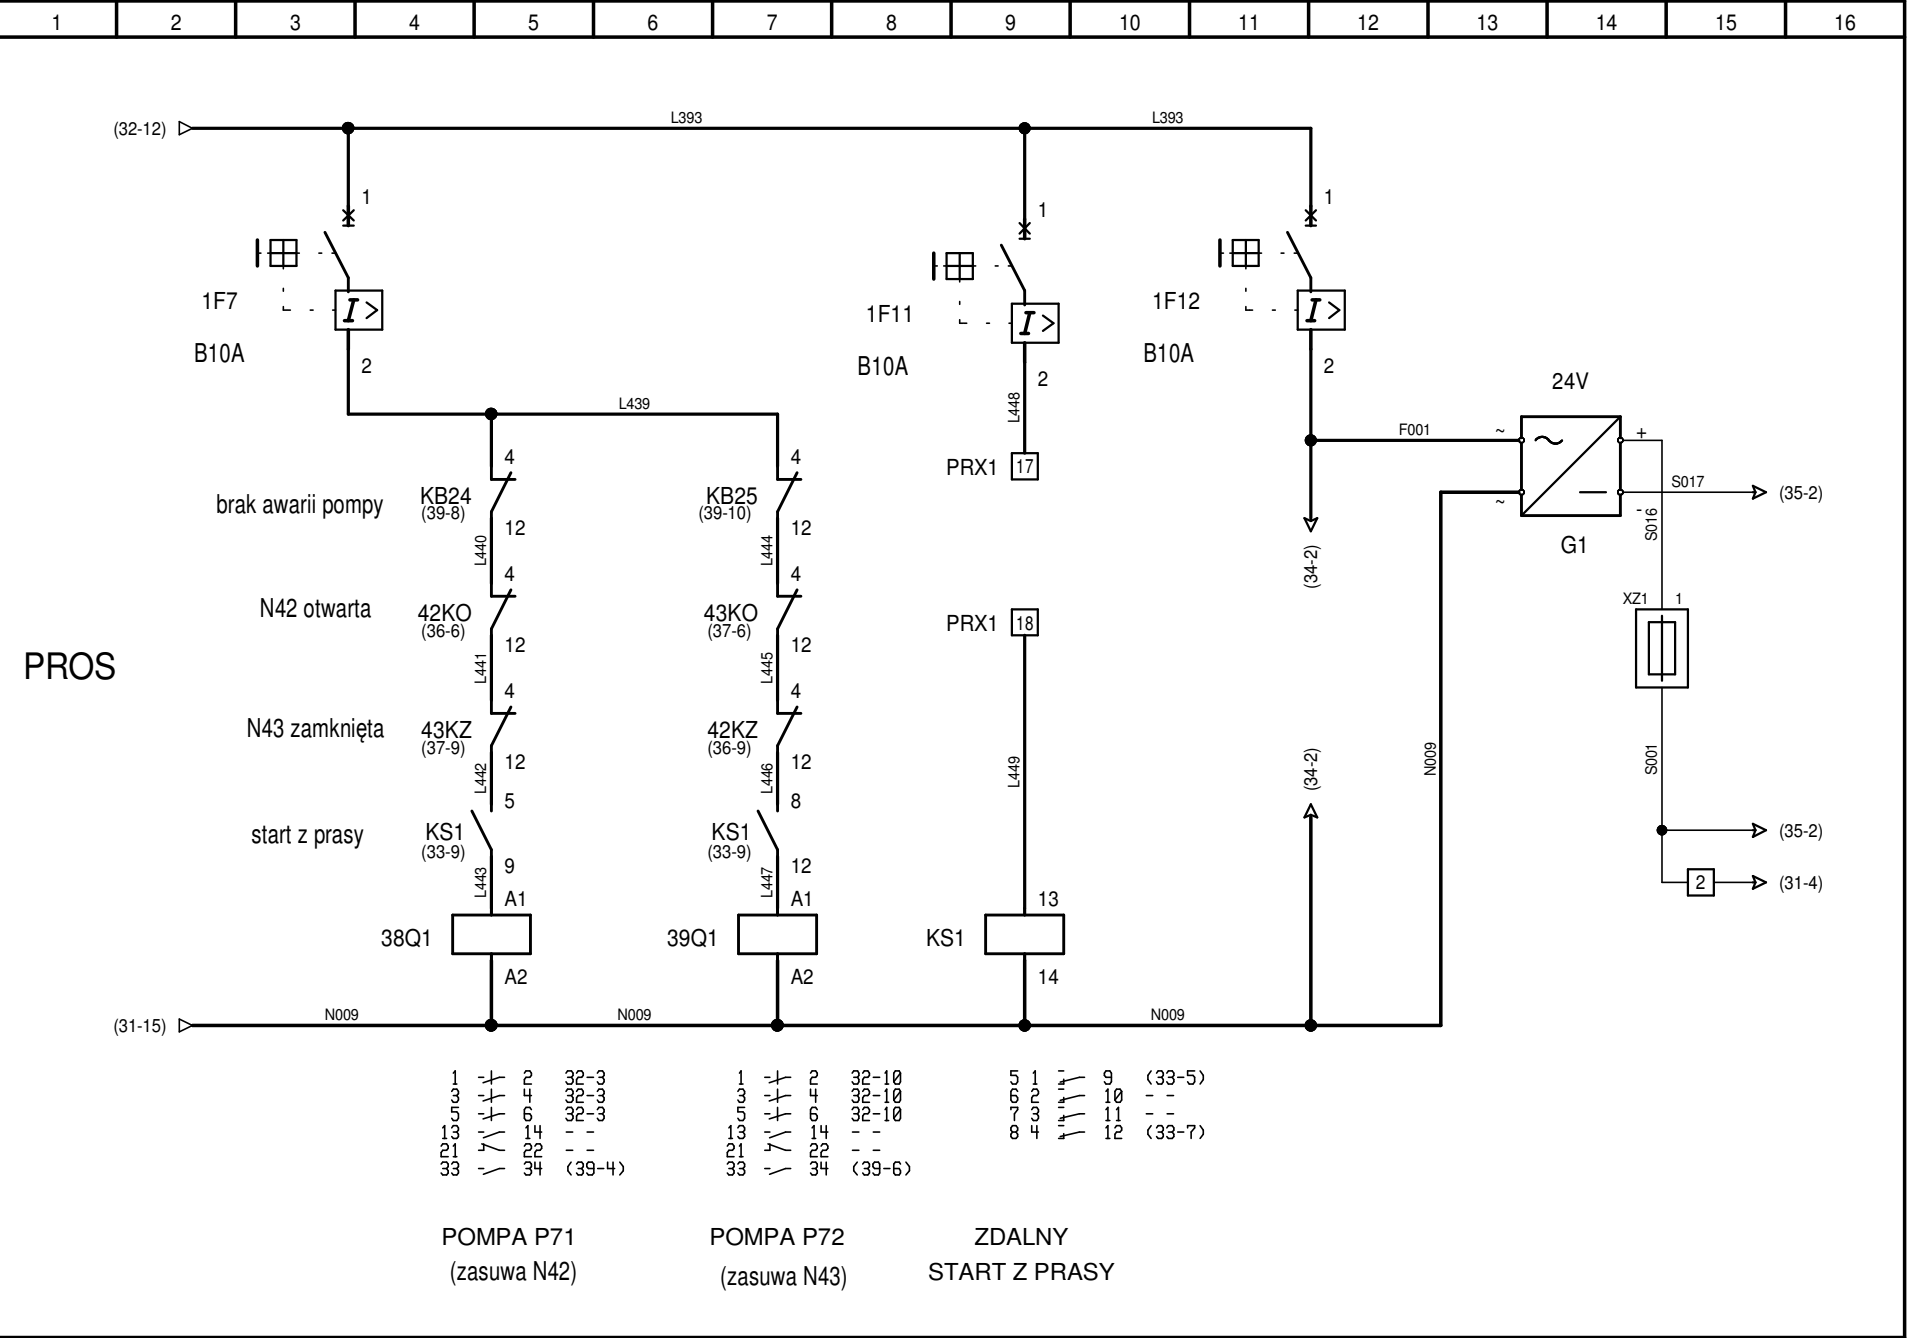 1 2 3 4 5 6 7 8 9 10 11 12 13 14 15 16
(32-12) L393 L393
1 1 1
1F7 1F11 1F12
B10A B10A B10A
2 2 2
24V
L439 L448 F001 ~ +
4 4
brak awarii pompy KB24 KB25 PRX1 17
(39-8) (39-10)
~ - S017 (35-2)
12 12
L440 L444 (34-2) G1 S016
4 4
N42 otwarta 42KO 43KO PRX1 18 XZ1 1
(36-6) (37-6)
12 12
PROS L441 L445
4 4
N43 zamknięta 43KZ 42KZ
(37-9) (36-9)
12 12
L442 L446 L449 (34-2) N009 S001
5 8
start z prasy KS1 KS1 (35-2)
(33-9) (33-9)
9 12
L443 L447 2 (31-4)
A1 A1 13
38Q1 39Q1 KS1
A2 A2 14
(31-15) N009 N009 N009
1 2 32-3 1 2 32-10 5 1 9 (33-5)
3 4 32-3 3 4 32-10 6 2 10 - -
5 6 32-3 5 6 32-10 7 3 11 - -
13 14 - - 13 14 - - 8 4 12 (33-7)
21 22 - - 21 22 - -
33 34 (39-4) 33 34 (39-6)
POMPA P71 POMPA P72 ZDALNY
(zasuwa N42) (zasuwa N43) START Z PRASY